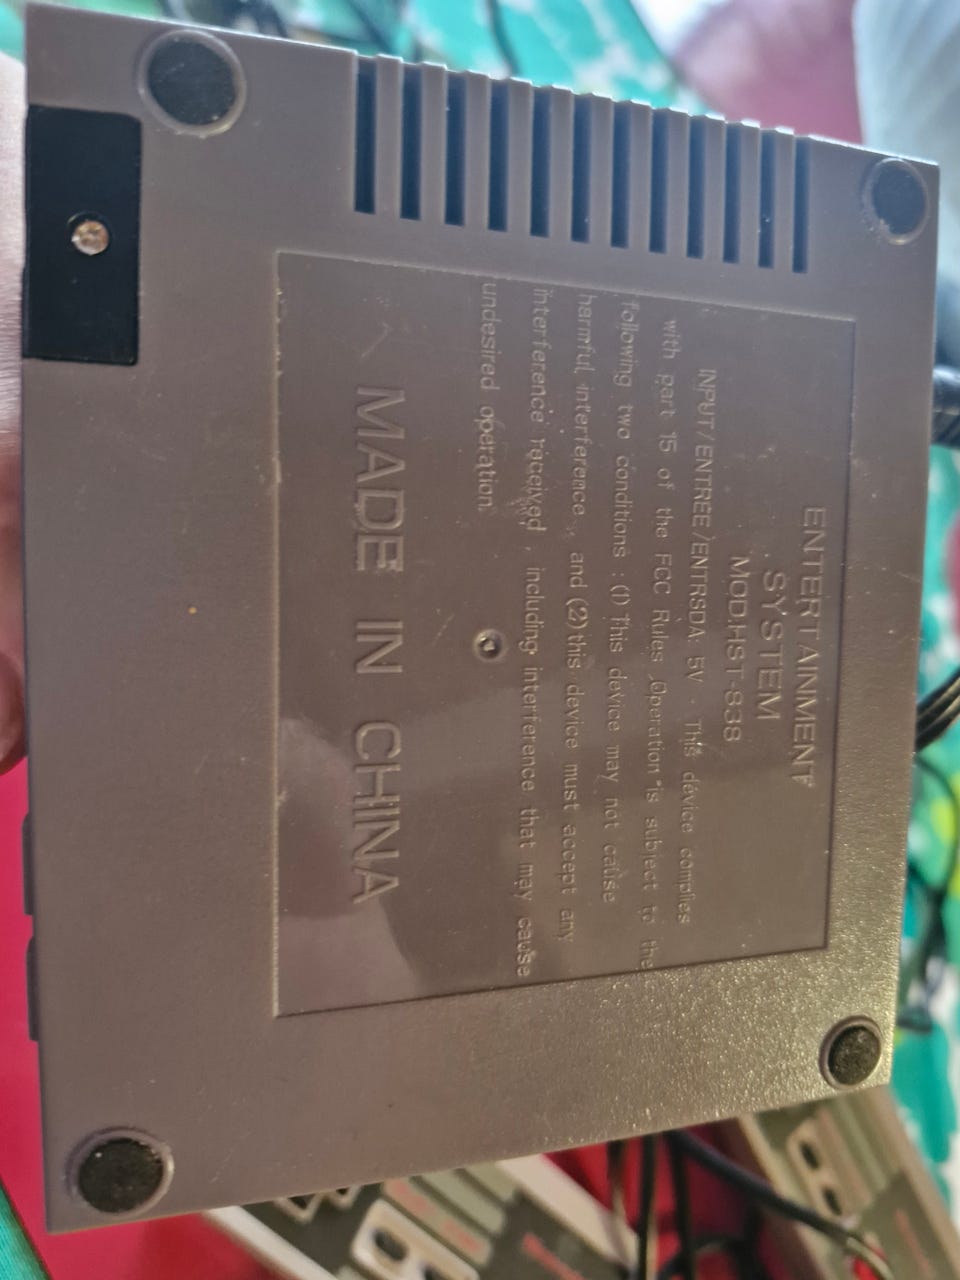 ENTERTAINMENT
SYSTEM
MOD.HST-838
INPUT/ENTREE/ENTRSDA: 5V - This device complies
with part 15 of the FCC Rules ,Operation "is subject to the
following two conditions : (1) This device may not cause
harmful interference and (2) this device must accept any
interference raceived , including interference that may cause
undesired operation.
MADE IN CHINA